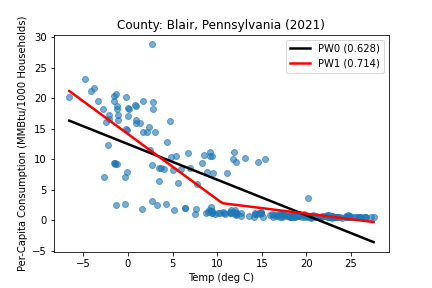 County: Blair, Pennsylvania (2021)
PW0 (0.628)
PW1 (0.714)
Per-Capita Consumption (MMBtu/1000 Households)
30
25
20
15
10
5
0
−5
−5 0 5 10 15 20 25
Temp (deg C)